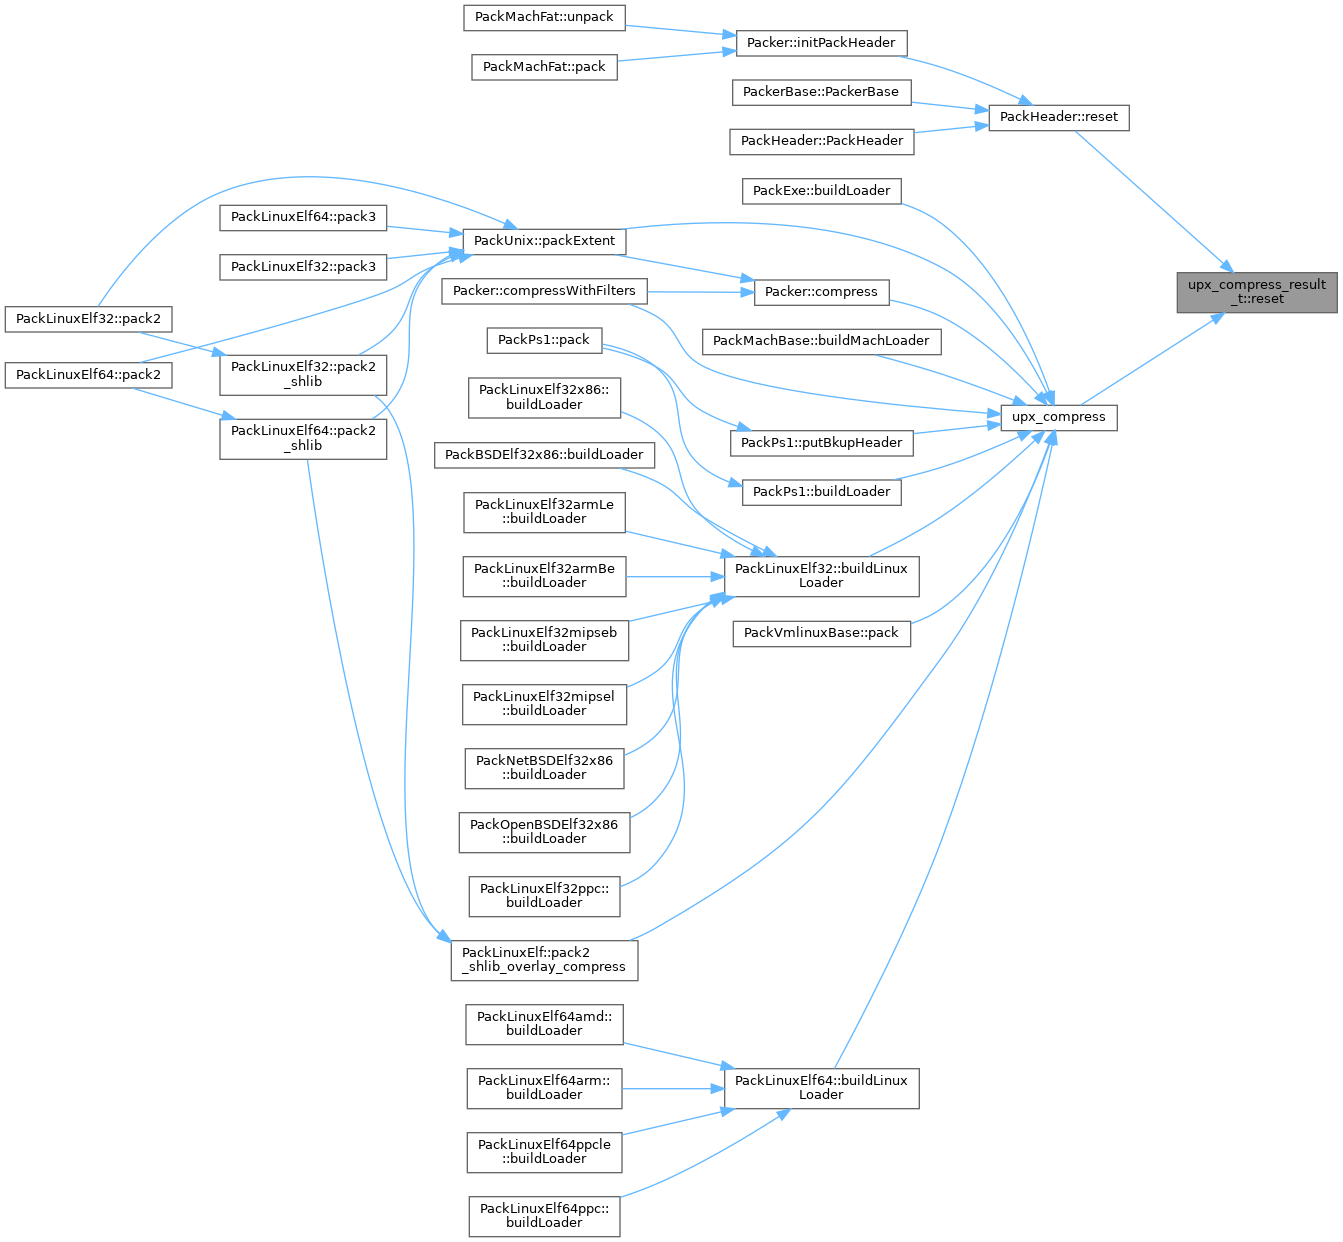 PackMachFat::unpack
Packer::initPackHeader
PackMachFat::pack
PackerBase::PackerBase
PackHeader::reset
PackHeader::PackHeader
PackExe::buildLoader
PackLinuxElf64::pack3
PackUnix::packExtent
PackLinuxElf32::pack3
Packer::compressWithFilters
Packer::compress
upx_compress_result
_t::reset
PackLinuxElf32::pack2
PackPs1::pack
PackMachBase::buildMachLoader
PackLinuxElf64::pack2
PackLinuxElf32::pack2
_shlib
PackLinuxElf32x86::
buildLoader
upx_compress
PackLinuxElf64::pack2
_shlib
PackPs1::putBkupHeader
PackBSDElf32x86::buildLoader
PackPs1::buildLoader
PackLinuxElf32armLe
::buildLoader
PackLinuxElf32armBe
::buildLoader
PackLinuxElf32::buildLinux
Loader
PackLinuxElf32mipseb
::buildLoader
PackVmlinuxBase::pack
PackLinuxElf32mipsel
::buildLoader
PackNetBSDElf32x86
::buildLoader
PackOpenBSDElf32x86
::buildLoader
PackLinuxElf32ppc::
buildLoader
PackLinuxElf::pack2
_shlib_overlay_compress
PackLinuxElf64amd::
buildLoader
PackLinuxElf64arm::
buildLoader
PackLinuxElf64::buildLinux
Loader
PackLinuxElf64ppcle
::buildLoader
PackLinuxElf64ppc::
buildLoader